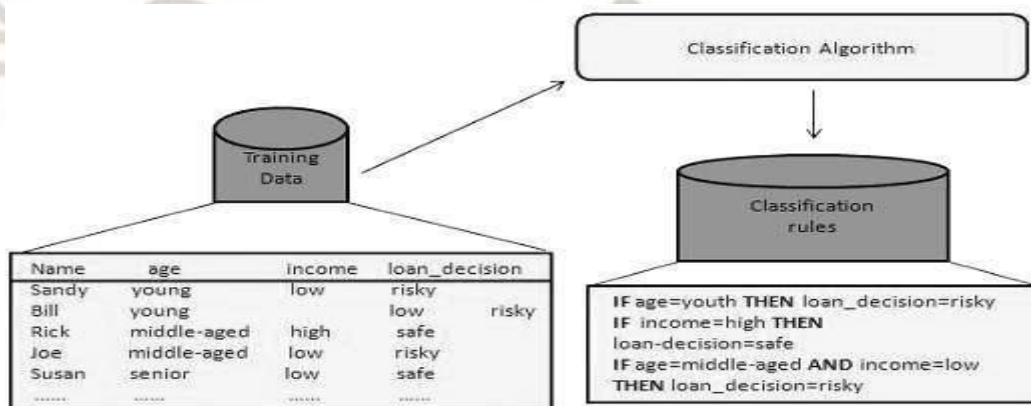 Classification Algorithm
Training
Data
Classification
rules
Name age income loan_decision
Sandy young low risky
Bill young low risky
Rick middle-aged high safe
Joe middle-aged low risky
Susan senior low safe
...... ...... ...... ......
IF age=youth THEN loan_decision=risky
IF income=high THEN
loan-decision=safe
IF age=middle-aged AND income=low
THEN loan_decision=risky